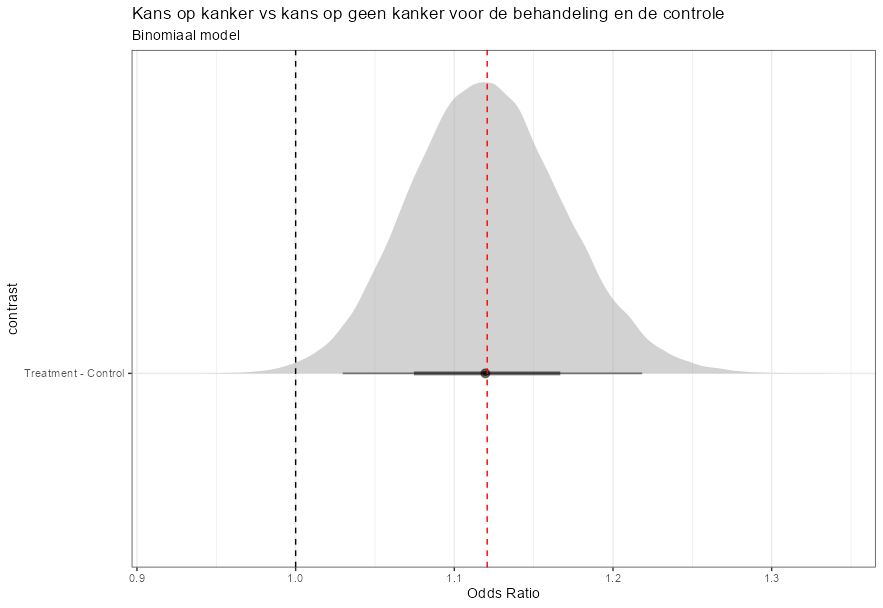 Kans op kanker vs kans op geen kanker voor de behandeling en de controle
Binomiaal model
contrast
Treatment - Control
0.9 1.0 1.1 1.2 1.3
Odds Ratio